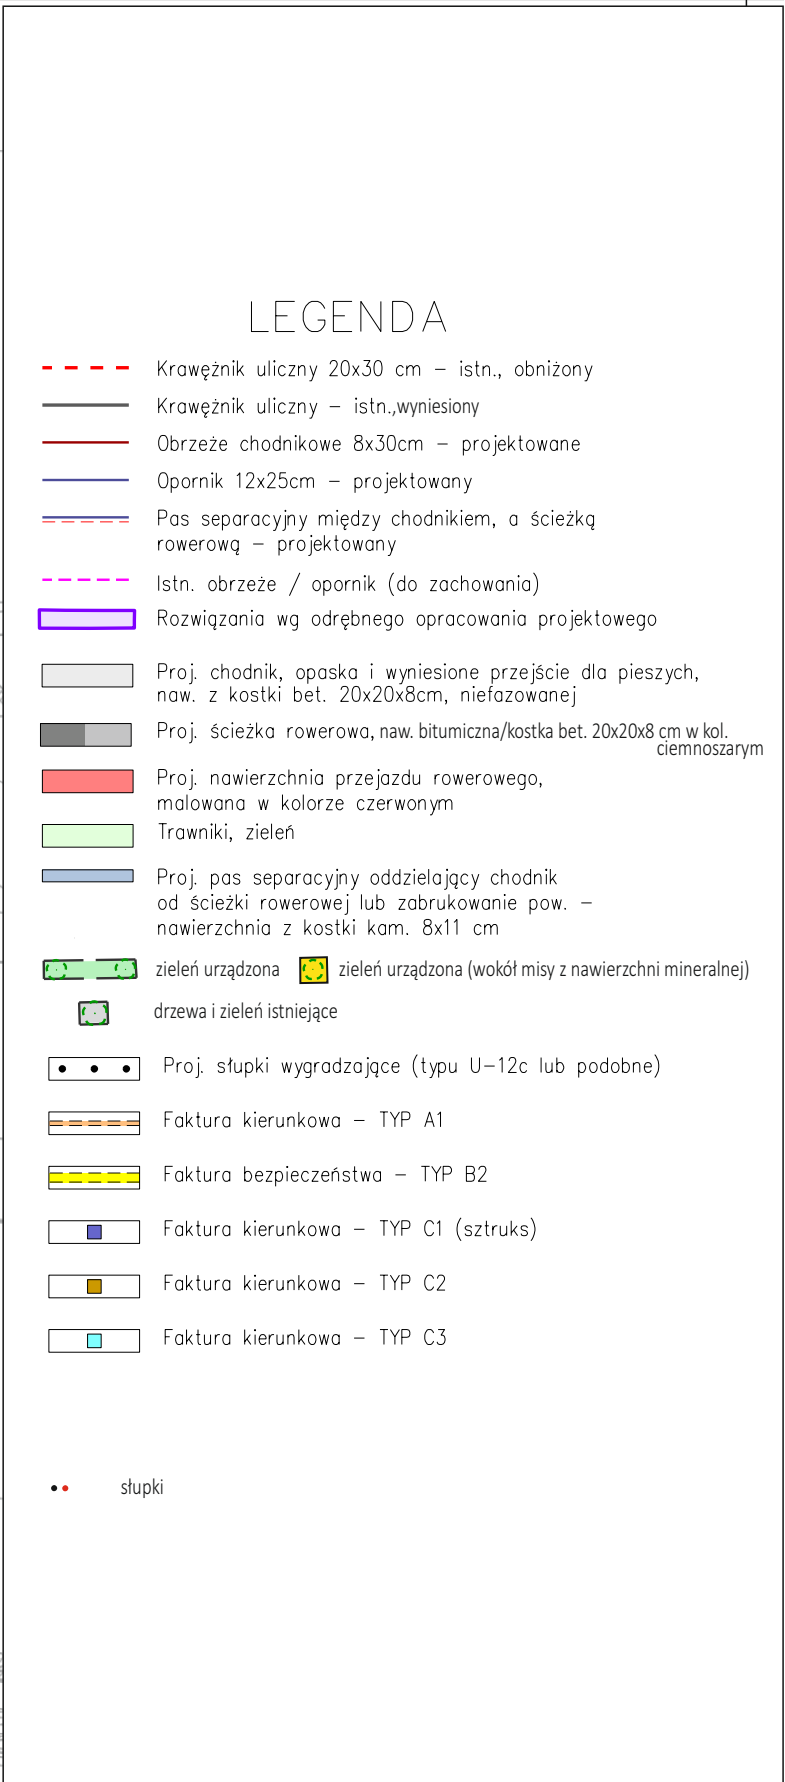 LEGENDA
Krawężnik uliczny 20x30 cm – istn., obniżony
Krawężnik uliczny – istn.,wyniesiony
Obrzeże chodnikowe 8x30cm – projektowane
Opornik 12x25cm – projektowany
Pas separacyjny między chodnikiem, a ścieżką
rowerową – projektowany
Istn. obrzeże / opornik (do zachowania)
Rozwiązania wg odrębnego opracowania projektowego
Proj. chodnik, opaska i wyniesione przejście dla pieszych,
naw. z kostki bet. 20x20x8cm, niefazowanej
Proj. ścieżka rowerowa, naw. bitumiczna/kostka bet. 20x20x8 cm w kol.
ciemnoszarym
Proj. nawierzchnia przejazdu rowerowego,
malowana w kolorze czerwonym
Trawniki, zieleń
Proj. pas separacyjny oddzielający chodnik
od ścieżki rowerowej lub zabrukowanie pow. –
nawierzchnia z kostki kam. 8x11 cm
zieleń urządzona zieleń urządzona (wokół misy z nawierzchni mineralnej)
drzewa i zieleń istniejące
Proj. słupki wygradzające (typu U-12c lub podobne)
Faktura kierunkowa – TYP A1
Faktura bezpieczeństwa – TYP B2
Faktura kierunkowa – TYP C1 (sztruks)
Faktura kierunkowa – TYP C2
Faktura kierunkowa – TYP C3
słupki